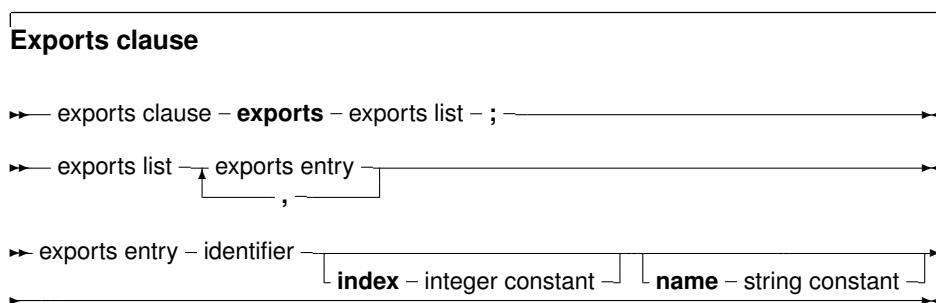 Exports clause
exports clause – exports – exports list – ; –
exports list – exports entry –
, –
exports entry – identifier –
index – integer constant – name – string constant –